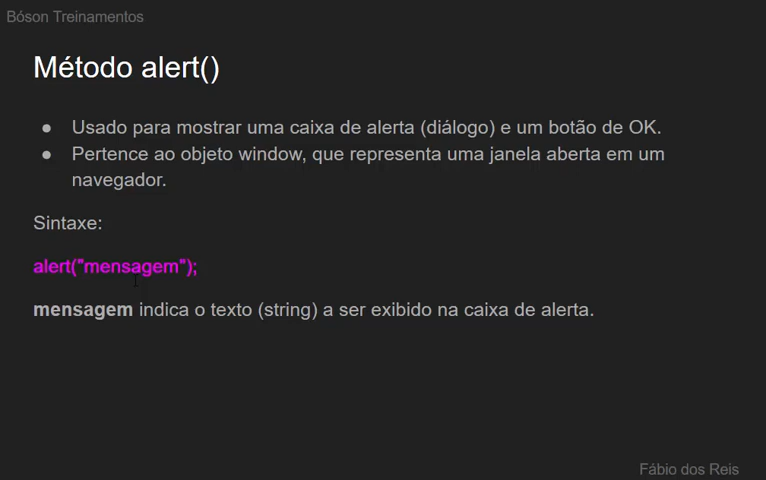 Bóson Treinamentos
Método alert()
● Usado para mostrar uma caixa de alerta (diálogo) e um botão de OK.
● Pertence ao objeto window, que representa uma janela aberta em um
navegador.
Sintaxe:
alert("mensagem");
mensagem indica o texto (string) a ser exibido na caixa de alerta.
Fábio dos Reis